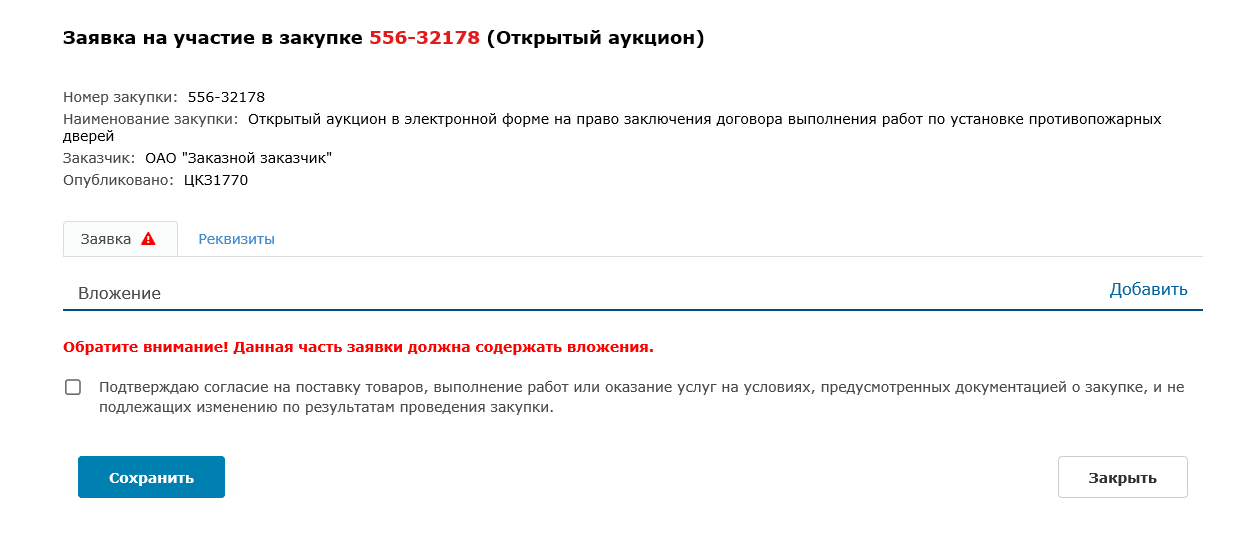 Заявка на участие в закупке 556-32178 (Открытый аукцион)
Номер закупки: 556-32178
Наименование закупки: Открытый аукцион в электронной форме на право заключения договора выполнения работ по установке противопожарных
дверей
Заказчик: ОАО "Заказной заказчик"
Опубликовано: ЦК31770
Заявка Реквизиты
Вложение Добавить
Обратите внимание! Данная часть заявки должна содержать вложения.
Подтверждаю согласие на поставку товаров, выполнение работ или оказание услуг на условиях, предусмотренных документацией о закупке, и не
подлежащих изменению по результатам проведения закупки.
Сохранить Закрыть